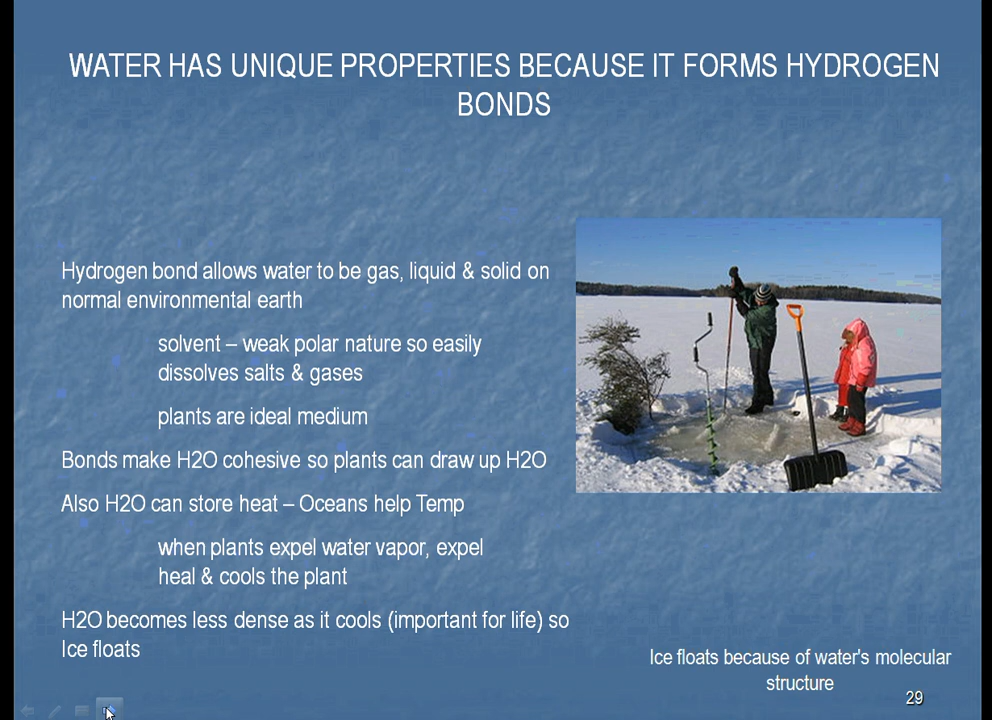 WATER HAS UNIQUE PROPERTIES BECAUSE IT FORMS HYDROGEN
BONDS
Hydrogen bond allows water to be gas, liquid & solid on
normal environmental earth
solvent – weak polar nature so easily
dissolves salts & gases
plants are ideal medium
Bonds make H2O cohesive so plants can draw up H2O
Also H2O can store heat – Oceans help Temp
when plants expel water vapor, expel
heal & cools the plant
H2O becomes less dense as it cools (important for life) so
Ice floats
Ice floats because of water's molecular
structure
29